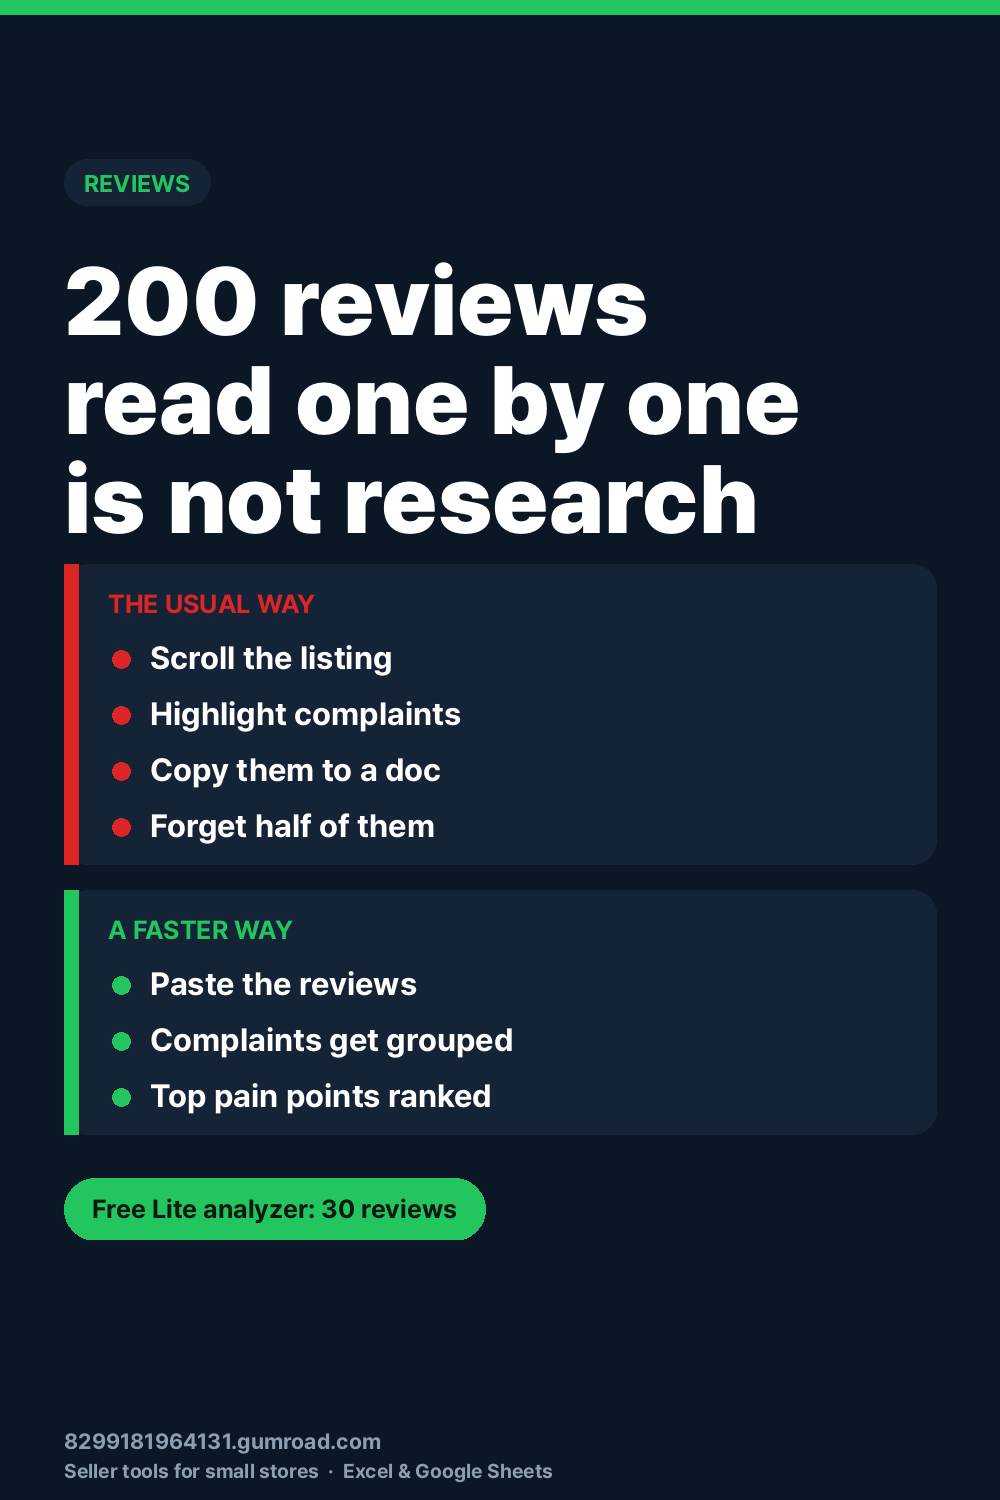 REVIEWS
200 reviews
read one by one
is not research
THE USUAL WAY
Scroll the listing
Highlight complaints
Copy them to a doc
Forget half of them
A FASTER WAY
Paste the reviews
Complaints get grouped
Top pain points ranked
Free Lite analyzer: 30 reviews
8299181964131.gumroad.com
Seller tools for small stores · Excel & Google Sheets